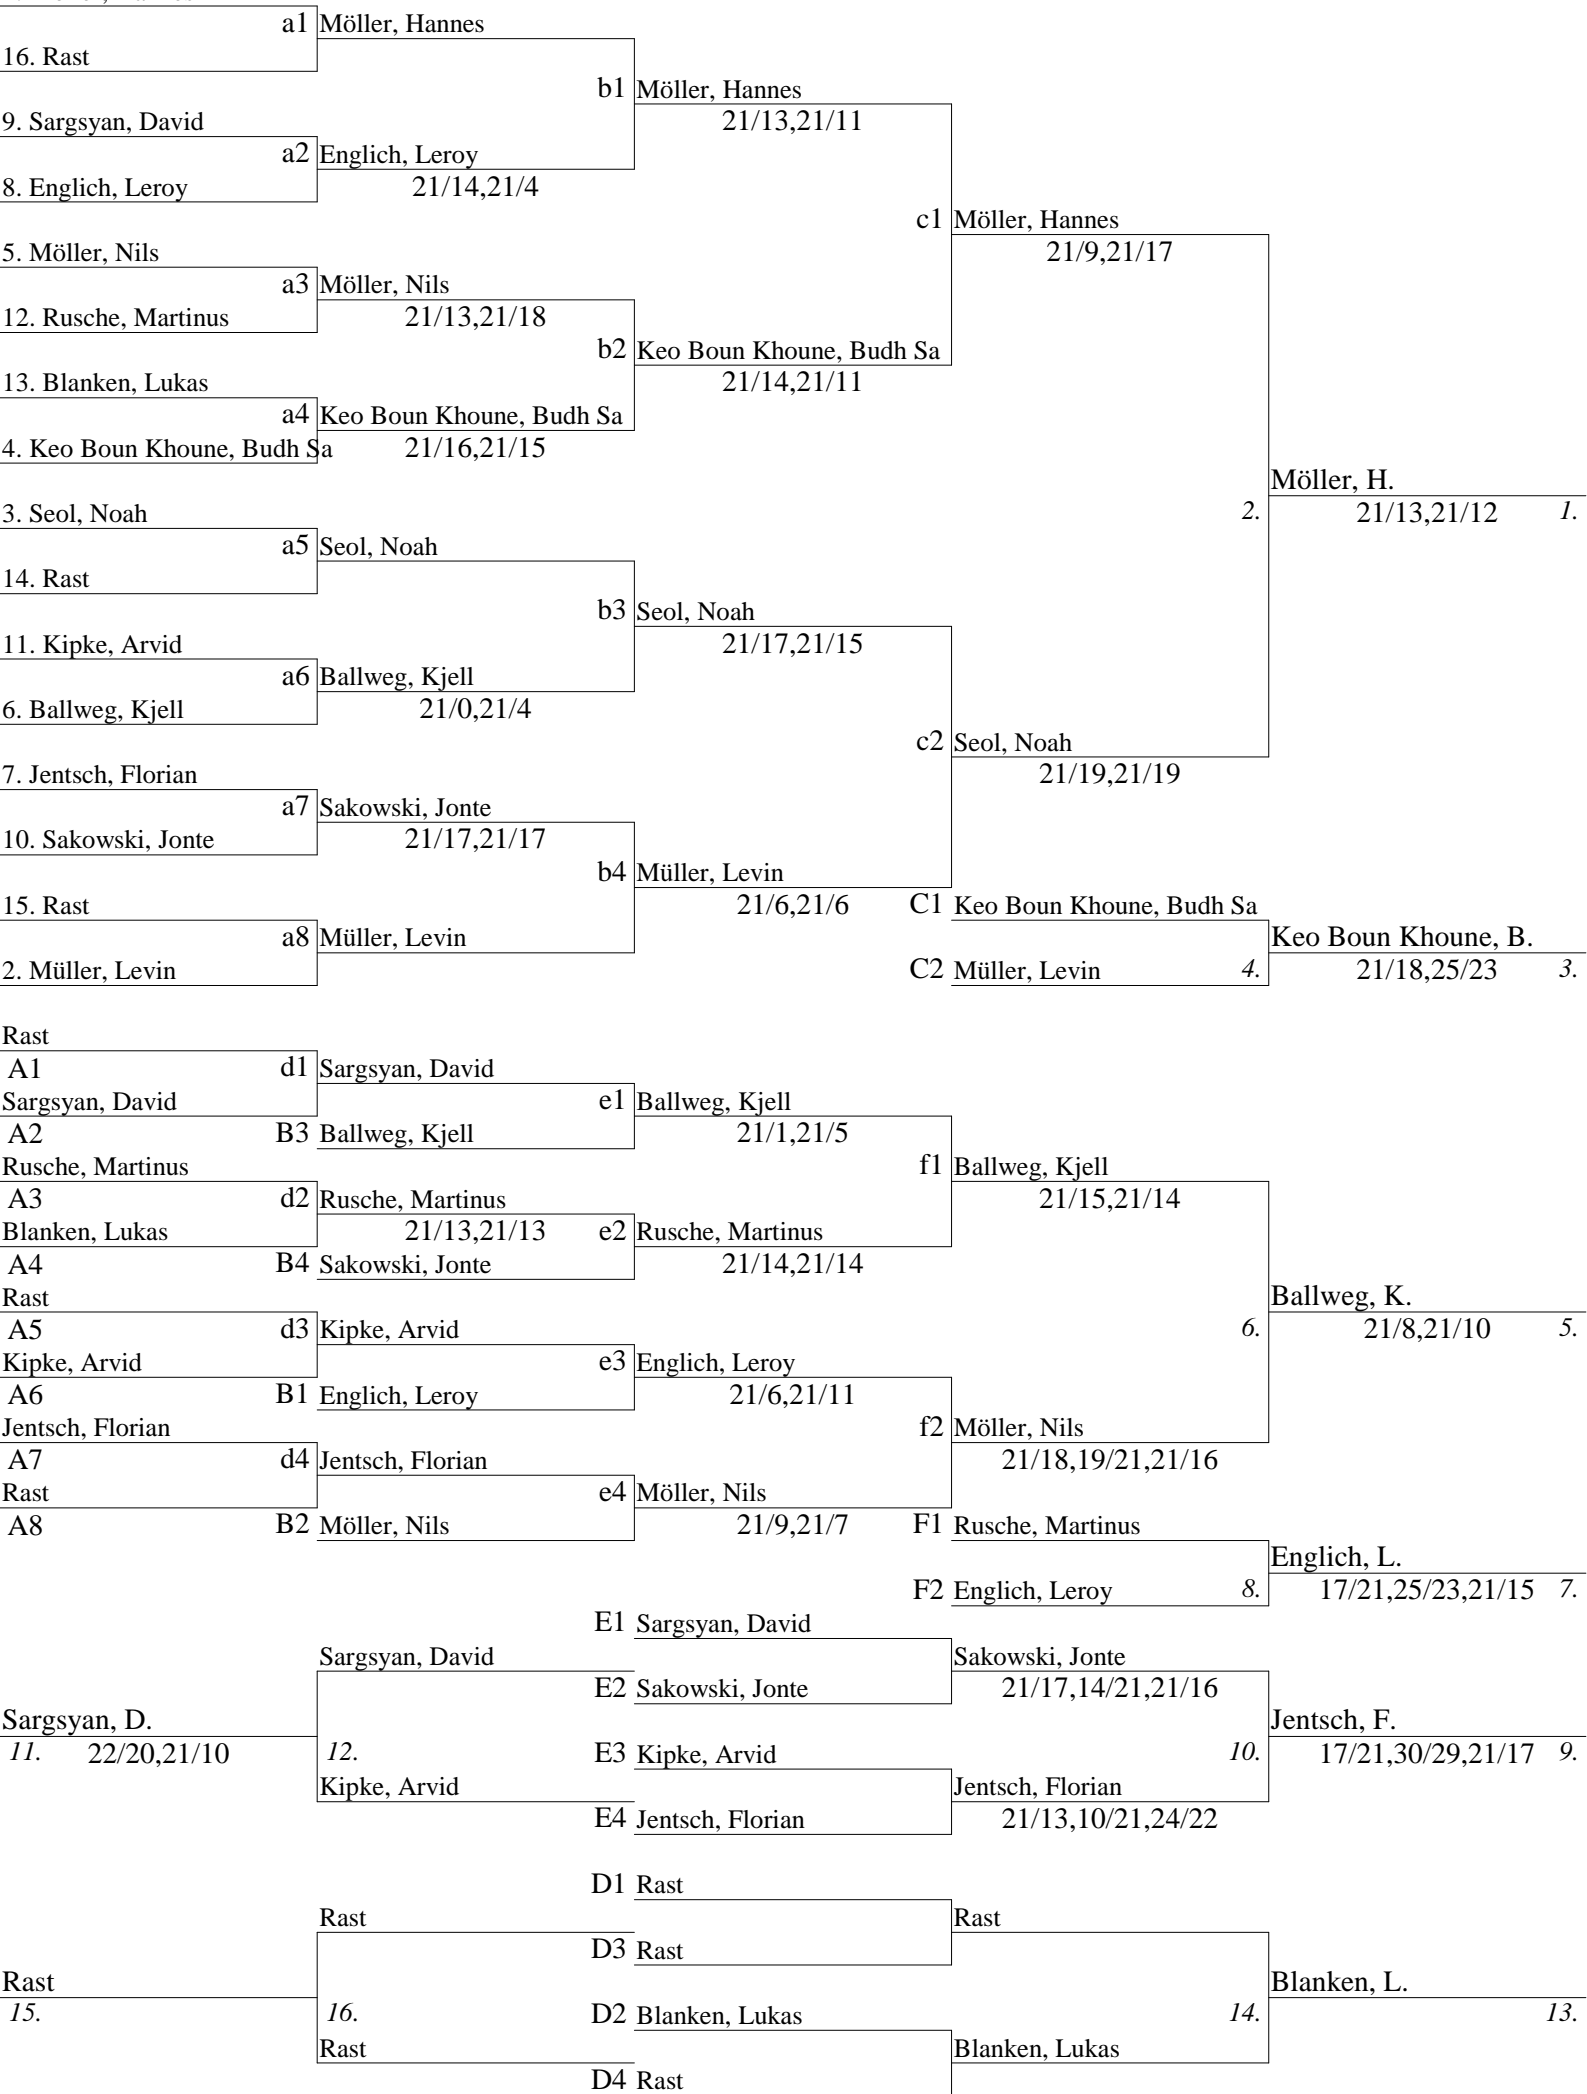 a1 Möller, Hannes
16. Rast
b1 Möller, Hannes
21/13,21/11
9. Sargsyan, David
a2 Englich, Leroy
21/14,21/4
8. Englich, Leroy
c1 Möller, Hannes
21/9,21/17
5. Möller, Nils
a3 Möller, Nils
21/13,21/18
12. Rusche, Martinus
b2 Keo Boun Khoune, Budh Sa
21/14,21/11
13. Blanken, Lukas
a4 Keo Boun Khoune, Budh Sa
21/16,21/15
4. Keo Boun Khoune, Budh Sa
Möller, H.
2. 21/13,21/12 1.
3. Seol, Noah
a5 Seol, Noah
14. Rast
b3 Seol, Noah
21/17,21/15
11. Kipke, Arvid
a6 Ballweg, Kjell
21/0,21/4
6. Ballweg, Kjell
c2 Seol, Noah
21/19,21/19
7. Jentsch, Florian
a7 Sakowski, Jonte
21/17,21/17
10. Sakowski, Jonte
b4 Müller, Levin
21/6,21/6
15. Rast
C1 Keo Boun Khoune, Budh Sa
a8 Müller, Levin
Keo Boun Khoune, B.
2. Müller, Levin
C2 Müller, Levin 4. 21/18,25/23 3.
Rast
A1 d1 Sargsyan, David
Sargsyan, David
e1 Ballweg, Kjell
A2 B3 Ballweg, Kjell 21/1,21/5
Rusche, Martinus
f1 Ballweg, Kjell
A3 d2 Rusche, Martinus 21/15,21/14
Blanken, Lukas 21/13,21/13 e2 Rusche, Martinus
A4 B4 Sakowski, Jonte 21/14,21/14
Rast
Ballweg, K.
A5 d3 Kipke, Arvid 6. 21/8,21/10 5.
Kipke, Arvid
e3 Englich, Leroy
A6 B1 Englich, Leroy 21/6,21/11
Jentsch, Florian
f2 Möller, Nils
A7 d4 Jentsch, Florian 21/18,19/21,21/16
Rast
e4 Möller, Nils
A8 B2 Möller, Nils 21/9,21/7 F1 Rusche, Martinus
Englich, L.
F2 Englich, Leroy 8. 17/21,25/23,21/15 7.
E1 Sargsyan, David
Sargsyan, David
Sakowski, Jonte
E2 Sakowski, Jonte 21/17,14/21,21/16
Sargsyan, D.
Jentsch, F.
11. 22/20,21/10 12. E3 Kipke, Arvid 10. 17/21,30/29,21/17 9.
Kipke, Arvid
Jentsch, Florian
E4 Jentsch, Florian 21/13,10/21,24/22
D1 Rast
Rast
Rast
D3 Rast
Rast
Blanken, L.
15. 16. D2 Blanken, Lukas 14. 13.
Rast
Blanken, Lukas
D4 Rast